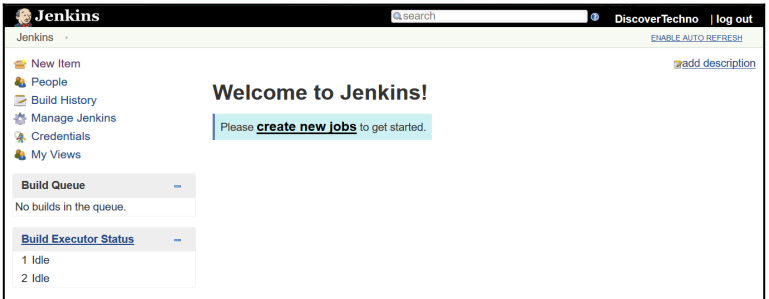 Jenkins
search
DiscoverTechno | log out
Jenkins
ENABLE AUTO REFRESH
New Item
People
Build History
Manage Jenkins
Credentials
My Views
add description
Welcome to Jenkins!
Please create new jobs to get started.
Build Queue
No builds in the queue.
Build Executor Status
1 Idle
2 Idle